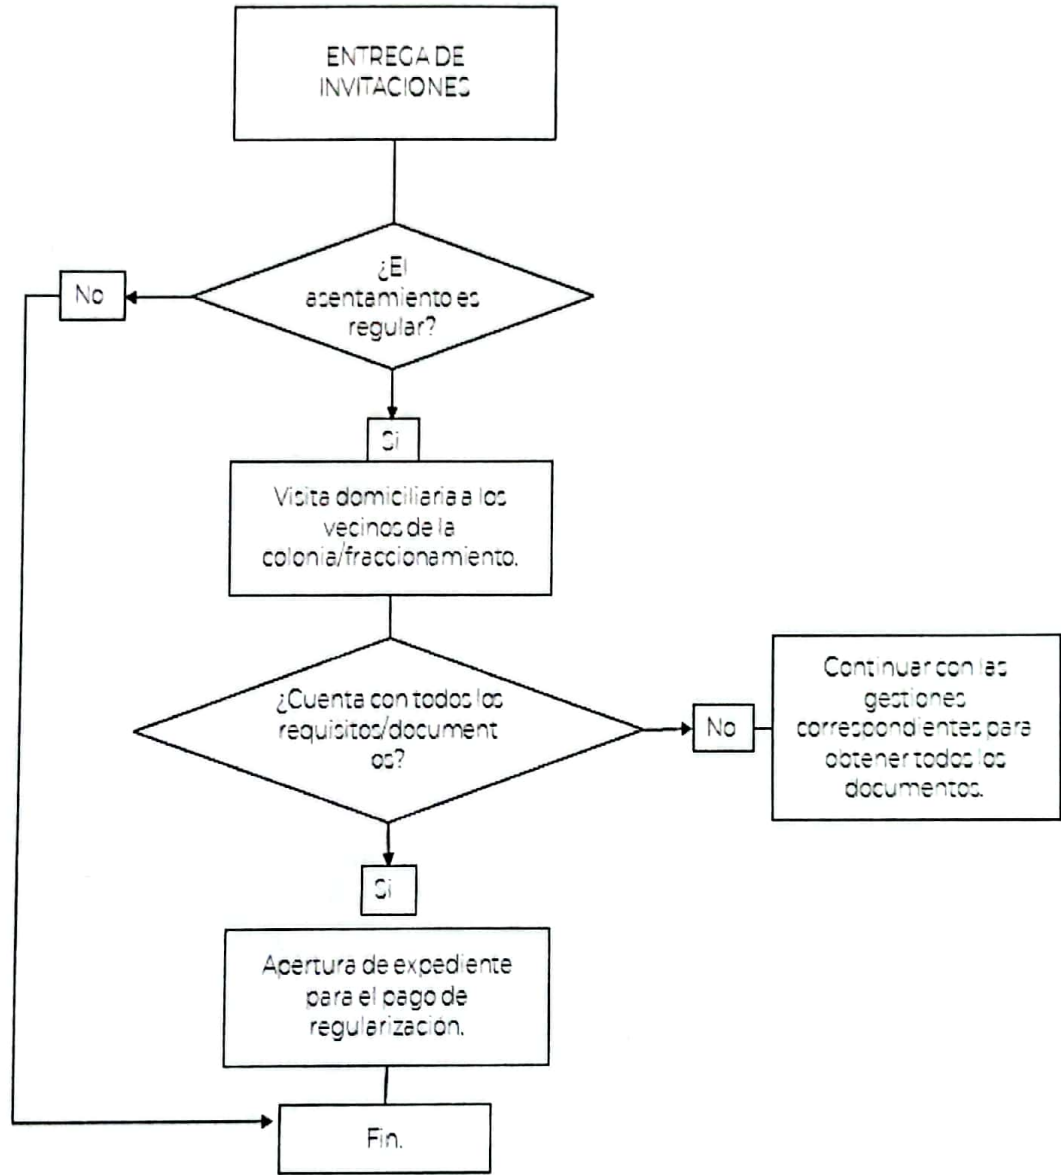 ENTREGA DE
INVITACIONES
¿El
asentamiento es
regular?
No
Si
Visita domiciliaria a los
vecinos de la
colonia/fraccionamiento.
¿Cuenta con todos los
requisitos/document
os?
No
Continuar con las
gestiones
correspondientes para
obtener todos los
documentos.
Si
Apertura de expediente
para el pago de
regularización.
Fin.